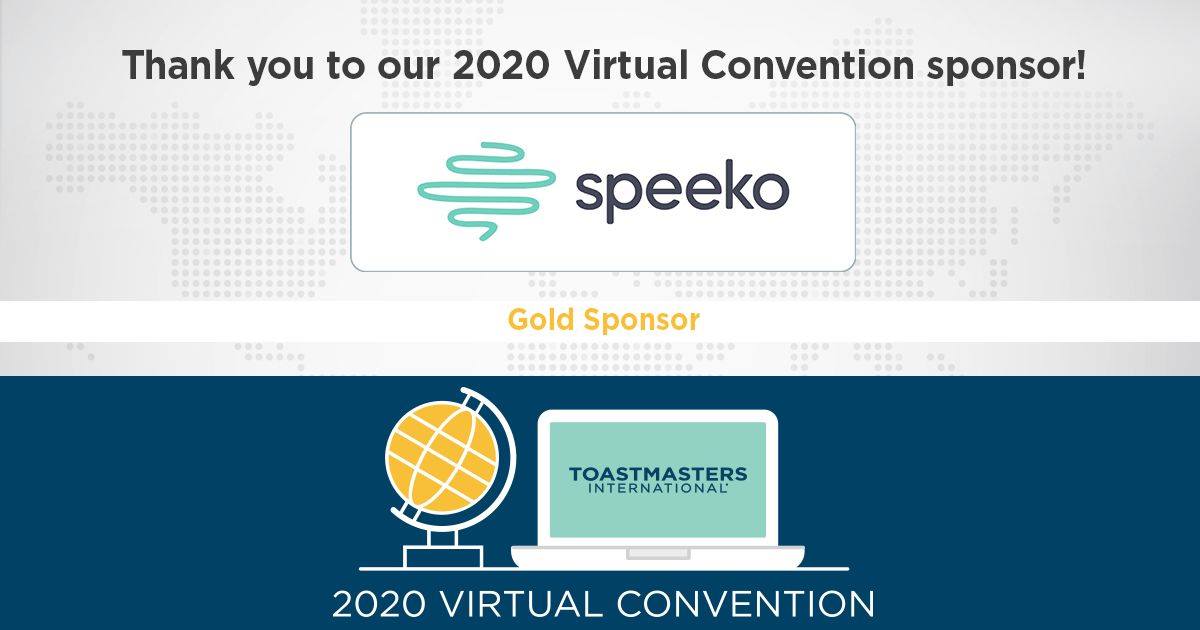 Thank you to our 2020 Virtual Convention sponsor!
speeko
Gold Sponsor
TOASTMASTERS
INTERNATIONAL
2020 VIRTUAL CONVENTION